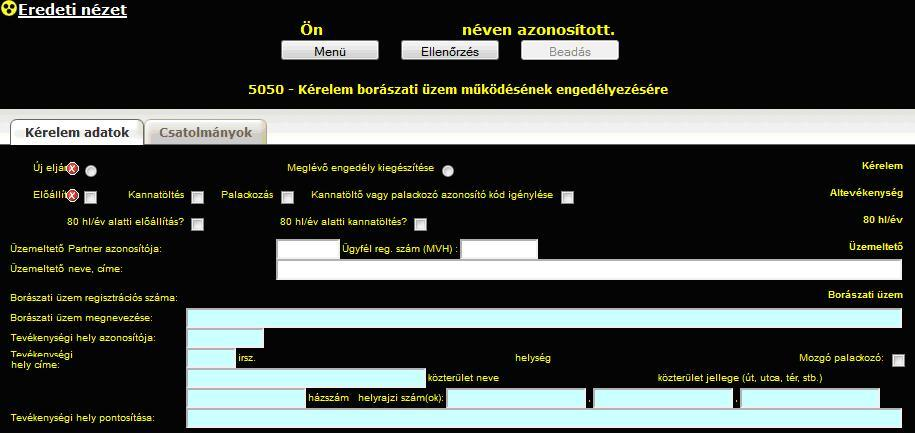 Eredeti nézet
Ön néven azonosított.
Menü Ellenőrzés Beadás
5050 - Kérelem borászati üzem működésének engedélyezésére
Kérelem adatok Csatolmányok
Új eljár Meglévő engedély kiegészítése Kérelem
Előállít Kannatöltés Palackozás Kannatöltő vagy palackozó azonosító kód igénylése Altevékenység
80 hl/év alatti előállítás? 80 hl/év alatti kannatöltés? 80 hl/év
Üzemeltető Partner azonosítója: Ügyfél reg. szám (MVH) : Üzemeltető
Üzemeltető neve, címe:
Borászati üzem regisztrációs száma: Borászati üzem
Borászati üzem megnevezése:
Tevékenységi hely azonosítója:
Tevékenységi hely címe: irsz. helység Mozgó palackozó:
közterület neve közterület jellege (út, utca, tér, stb.)
házszám helyrajzi szám(ok): , ,
Tevékenységi hely pontosítása: